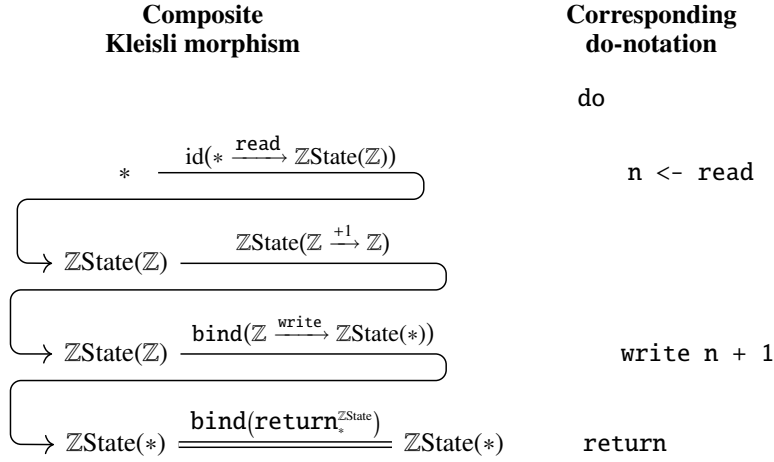 Composite Corresponding
Kleisli morphism do-notation
do
* id(∗ read→ ℤState(ℤ)) n <- read
ℤState(ℤ) ℤState(ℤ +1→ ℤ)
ℤState(ℤ) bind(ℤ write→ ℤState(∗)) write n + 1
ℤState(∗) bind(return∗^ℤState) ℤState(∗) return